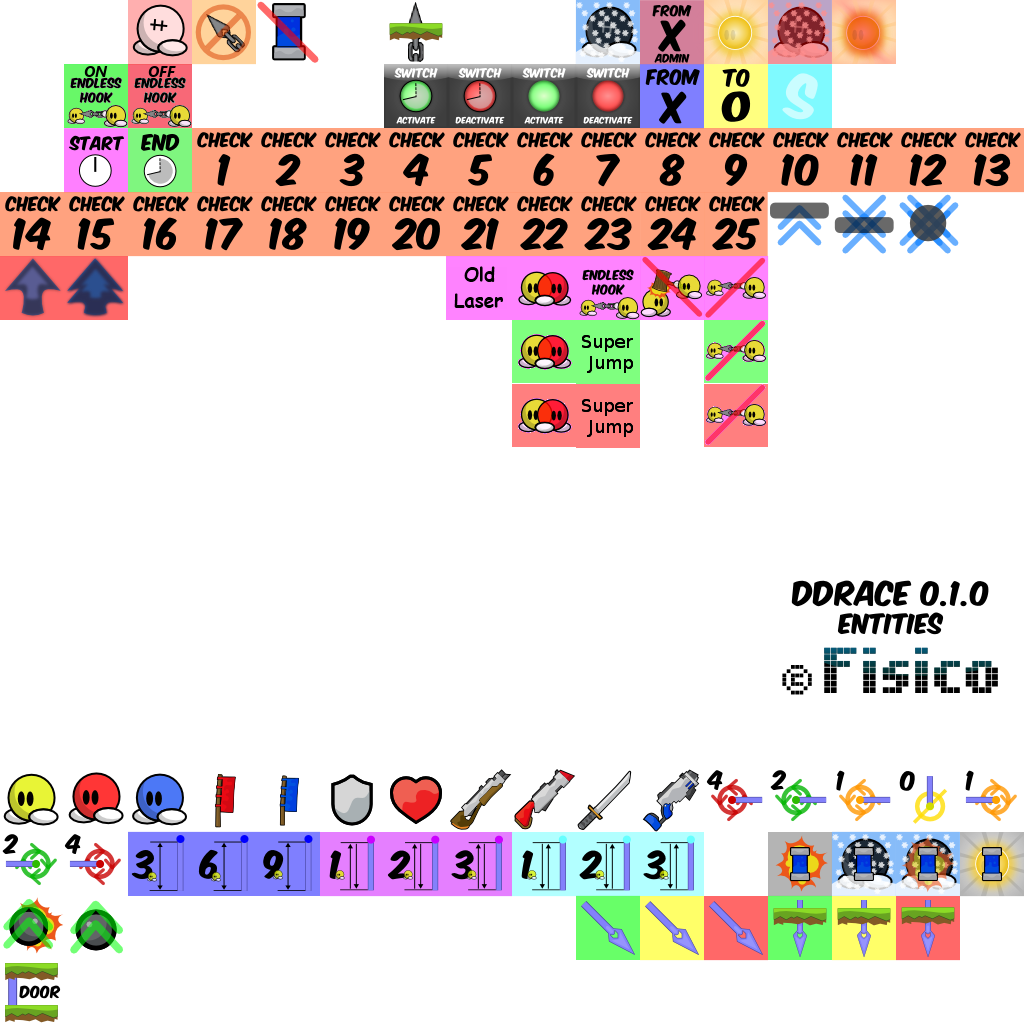 FROM
X
ADMIN
ON
ENDLESS
HOOK
OFF
ENDLESS
HOOK
SWITCH
ACTIVATE
SWITCH
DEACTIVATE
SWITCH
ACTIVATE
SWITCH
DEACTIVATE
FROM
X
TO
0
S
START
END
CHECK
1
CHECK
2
CHECK
3
CHECK
4
CHECK
5
CHECK
6
CHECK
7
CHECK
8
CHECK
9
CHECK
10
CHECK
11
CHECK
12
CHECK
13
CHECK
14
CHECK
15
CHECK
16
CHECK
17
CHECK
18
CHECK
19
CHECK
20
CHECK
21
CHECK
22
CHECK
23
CHECK
24
CHECK
25
Old
Laser
ENDLESS
HOOK
Super
Jump
Super
Jump
DDRACE 0.1.0
ENTITIES
© Fisico
4
2
1
0
1
2
4
3
6
9
1
2
3
1
2
3
DOOR